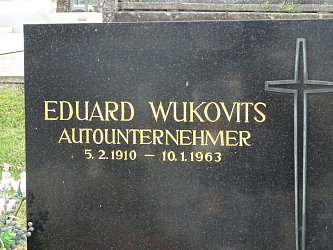 EDUARD WUKOVITS
AUTOUNTERNEHMER
5.2.1910 – 10.1.1963